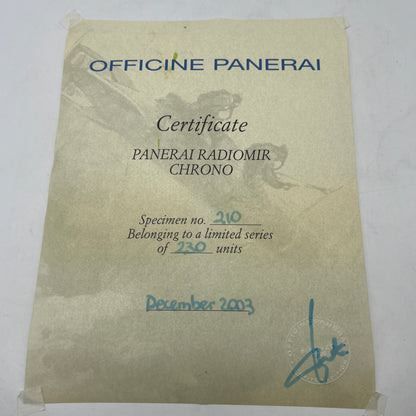 OFFICINE PANERAI
Certificate
PANERAI RADIOMIR
CHRONO
Specimen no. 210
Belonging to a limited series
of 230 units
December 2003